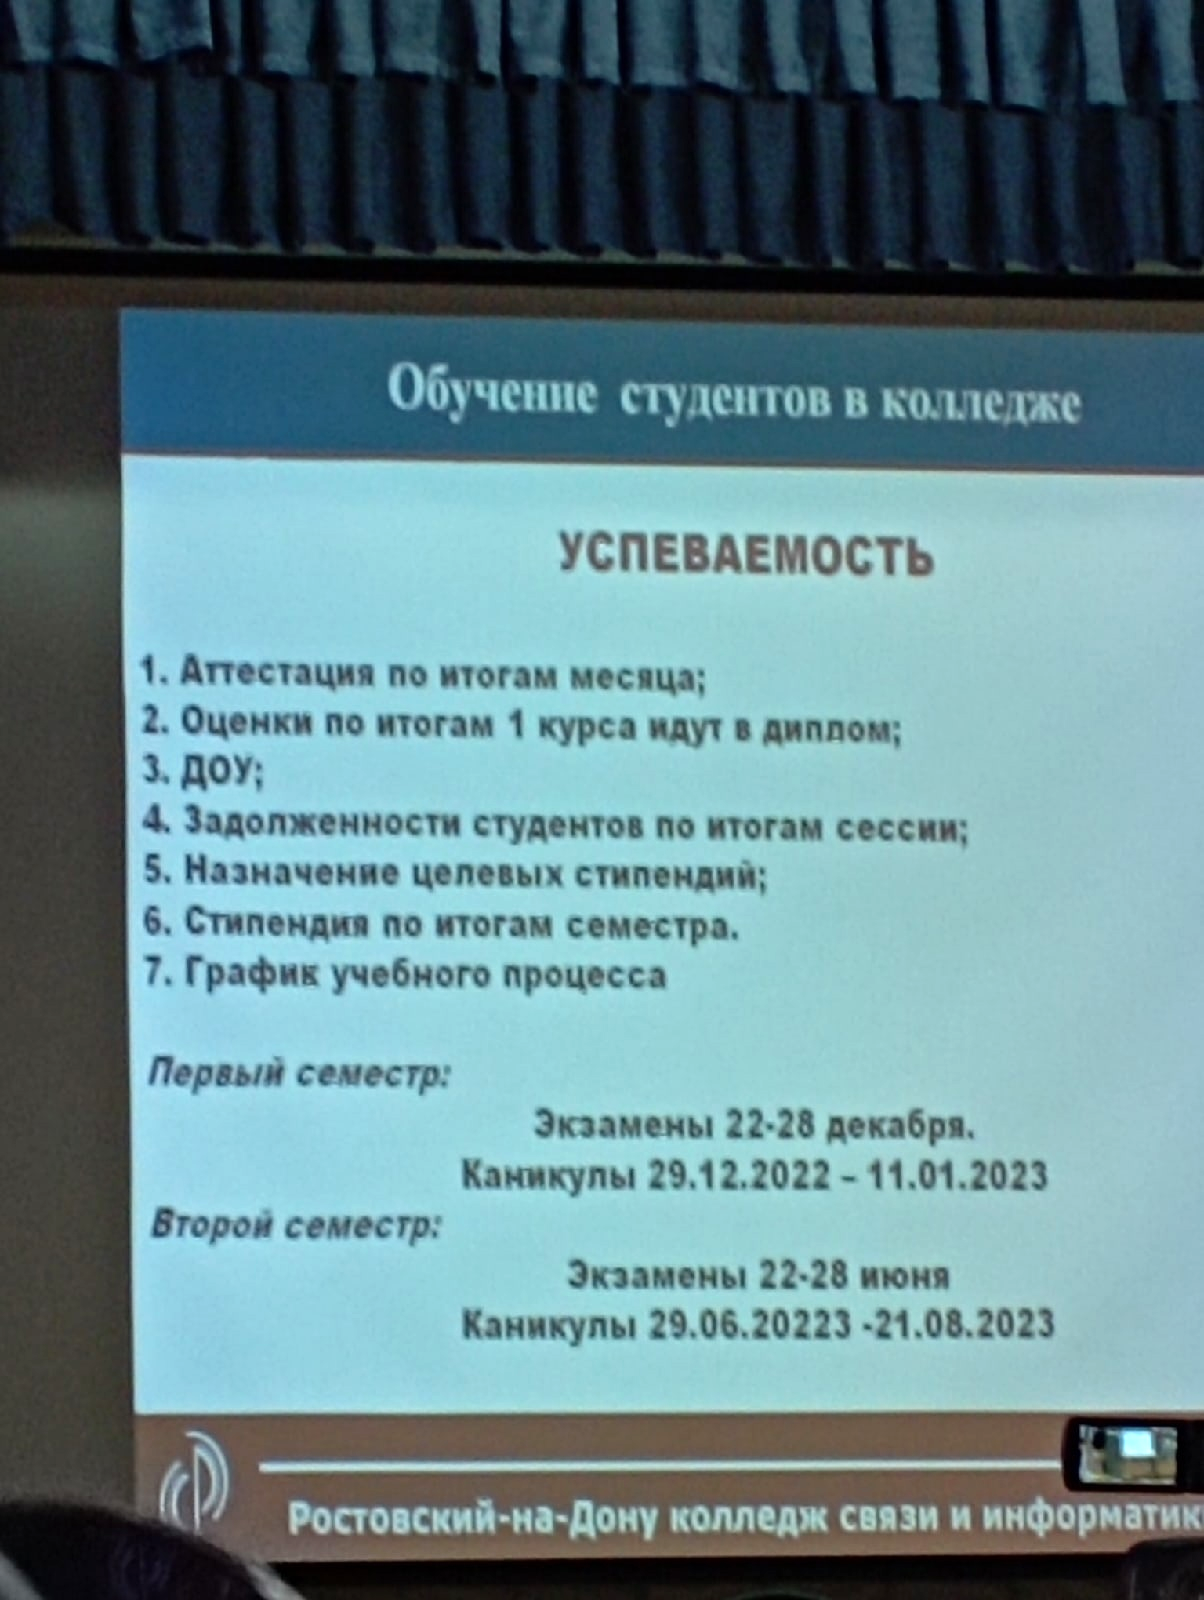 Обучение студентов в колледже
УСПЕВАЕМОСТЬ
1. Аттестация по итогам месяца;
2. Оценки по итогам 1 курса идут в диплом;
3. ДОУ;
4. Задолженности студентов по итогам сессии;
5. Назначение целевых стипендий;
6. Стипендия по итогам семестра.
7. График учебного процесса
Первый семестр:
Экзамены 22-28 декабря.
Каникулы 29.12.2022 – 11.01.2023
Второй семестр:
Экзамены 22-28 июня
Каникулы 29.06.20223 -21.08.2023
Ростовский-на-Дону колледж связи и информатик